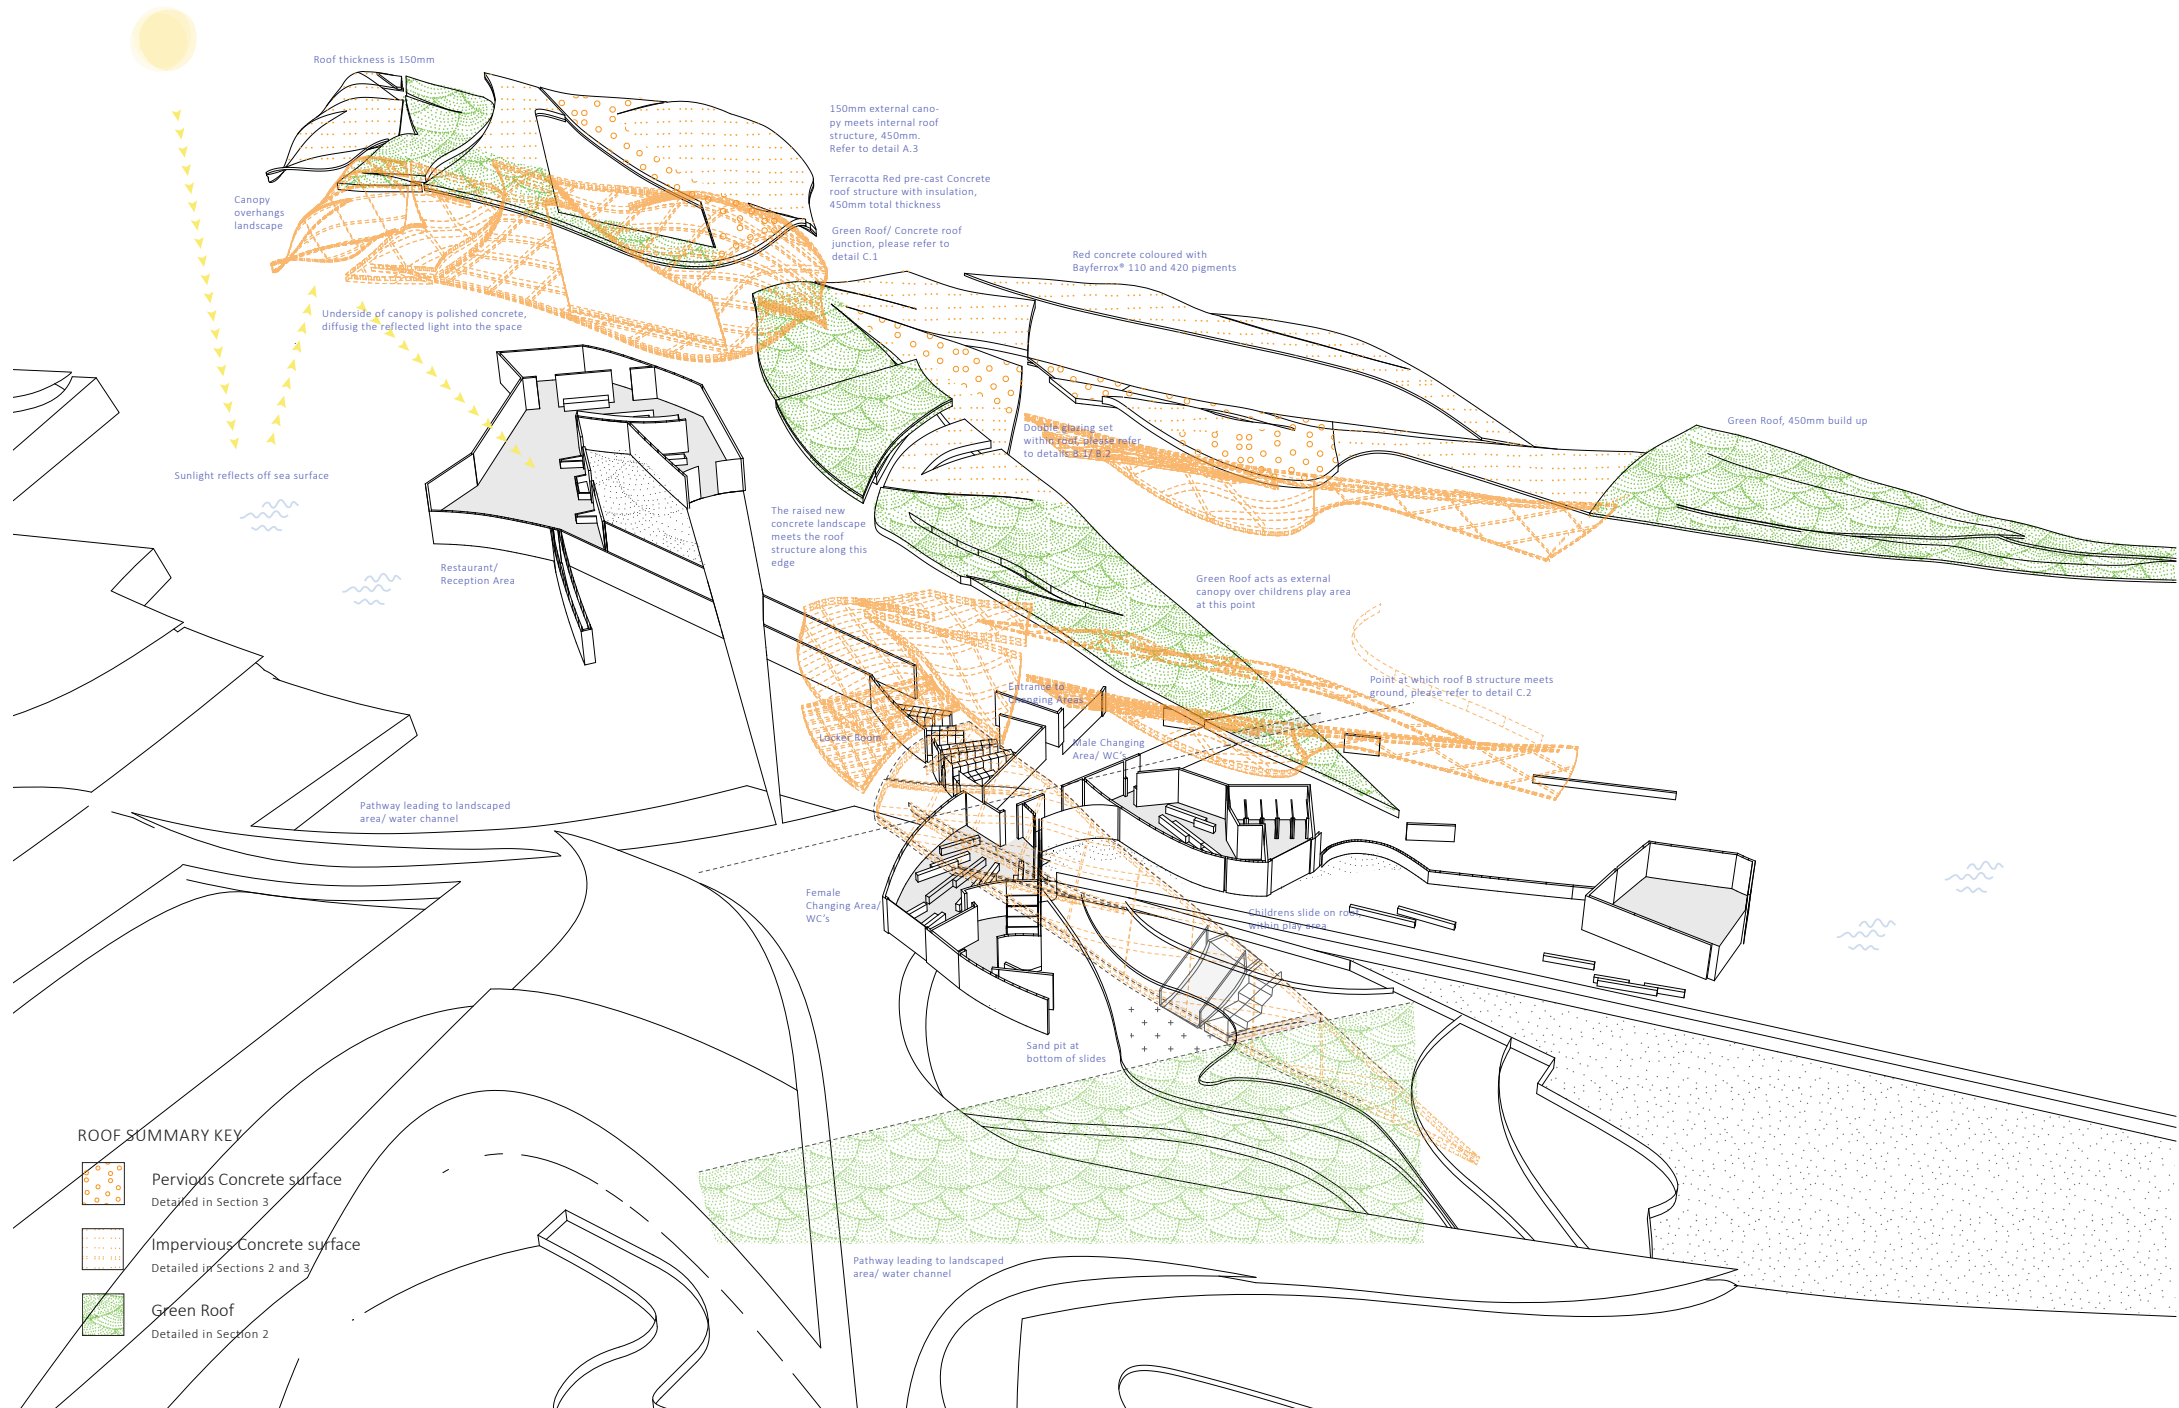 Roof thickness is 150mm
150mm external cano-
py meets internal roof
structure, 450mm.
Refer to detail A.3
Terracotta Red pre-cast Concrete
roof structure with insulation,
450mm total thickness
Canopy
overhangs
landscape
Green Roof/ Concrete roof
junction, please refer to
detail C.1
Red concrete coloured with
Bayferrox® 110 and 420 pigments
Underside of canopy is polished concrete,
diffusig the reflected light into the space
Double glazing set
within roof, please refer
to details B.1/ B.2
Green Roof, 450mm build up
Sunlight reflects off sea surface
The raised new
concrete landscape
meets the roof
structure along this
edge
Restaurant/
Reception Area
Green Roof acts as external
canopy over childrens play area
at this point
Entrance to
Changing Areas
Point at which roof B structure meets
ground, please refer to detail C.2
Locker Room
Male Changing
Area/ WC's
Pathway leading to landscaped
area/ water channel
Female
Changing Area/
WC's
Childrens slide on roof,
within play area
Sand pit at
bottom of slides
ROOF SUMMARY KEY
Pervious Concrete surface
Detailed in Section 3
Impervious Concrete surface
Detailed in Sections 2 and 3
Green Roof
Detailed in Section 2
Pathway leading to landscaped
area/ water channel